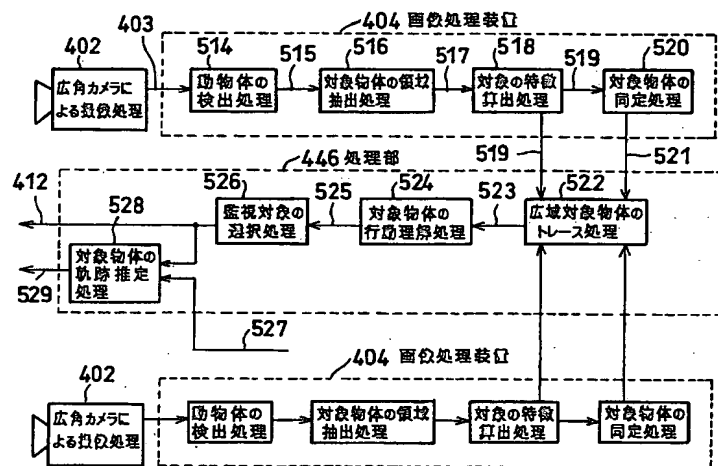 404 画像処理装置
402
403
514
516
518
520
広角カメラに
よる撮像処理
動物体の
検出処理
515
対象物体の領域
抽出処理
517
対象の特徴
算出処理
519
対象物体の
同定処理
446 処理部
519
521
412
528
526
524
522
対象物体の
軌跡推定
処理
監視対象の
選択処理
525
対象物体の
行動理解処理
523
広域対象物体の
トレース処理
529
527
404 画像処理装置
402
広角カメラに
よる撮像処理
動物体の
検出処理
対象物体の領域
抽出処理
対象の特徴
算出処理
対象物体の
同定処理